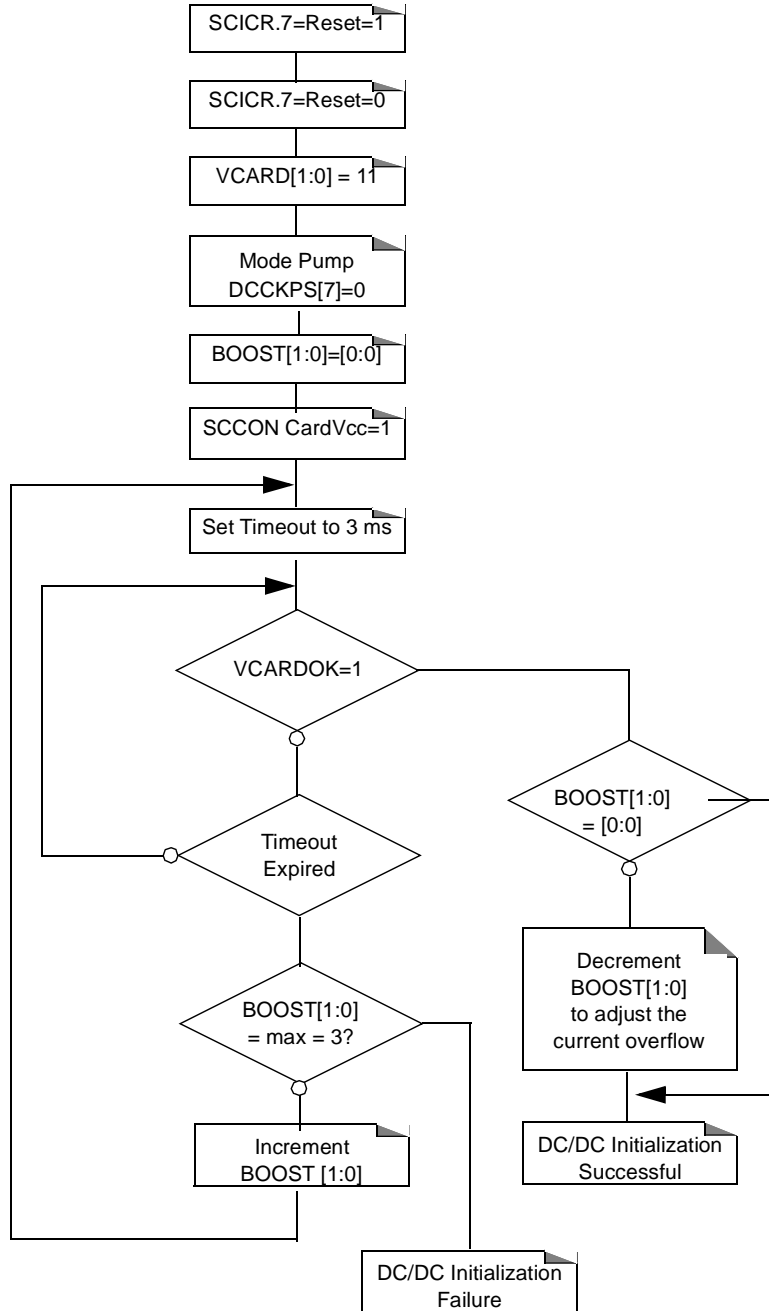 SCICR.7=Reset=1
SCICR.7=Reset=0
VCARD[1:0] = 11
Mode Pump
DCCKPS[7]=0
BOOST[1:0]=[0:0]
SCCON CardVcc=1
Set Timeout to 3 ms
VCARDOK=1
BOOST[1:0]
= [0:0]
Timeout
Expired
Decrement
BOOST[1:0]
to adjust the
current overflow
BOOST[1:0]
= max = 3?
Increment
BOOST [1:0]
DC/DC Initialization
Successful
DC/DC Initialization
Failure